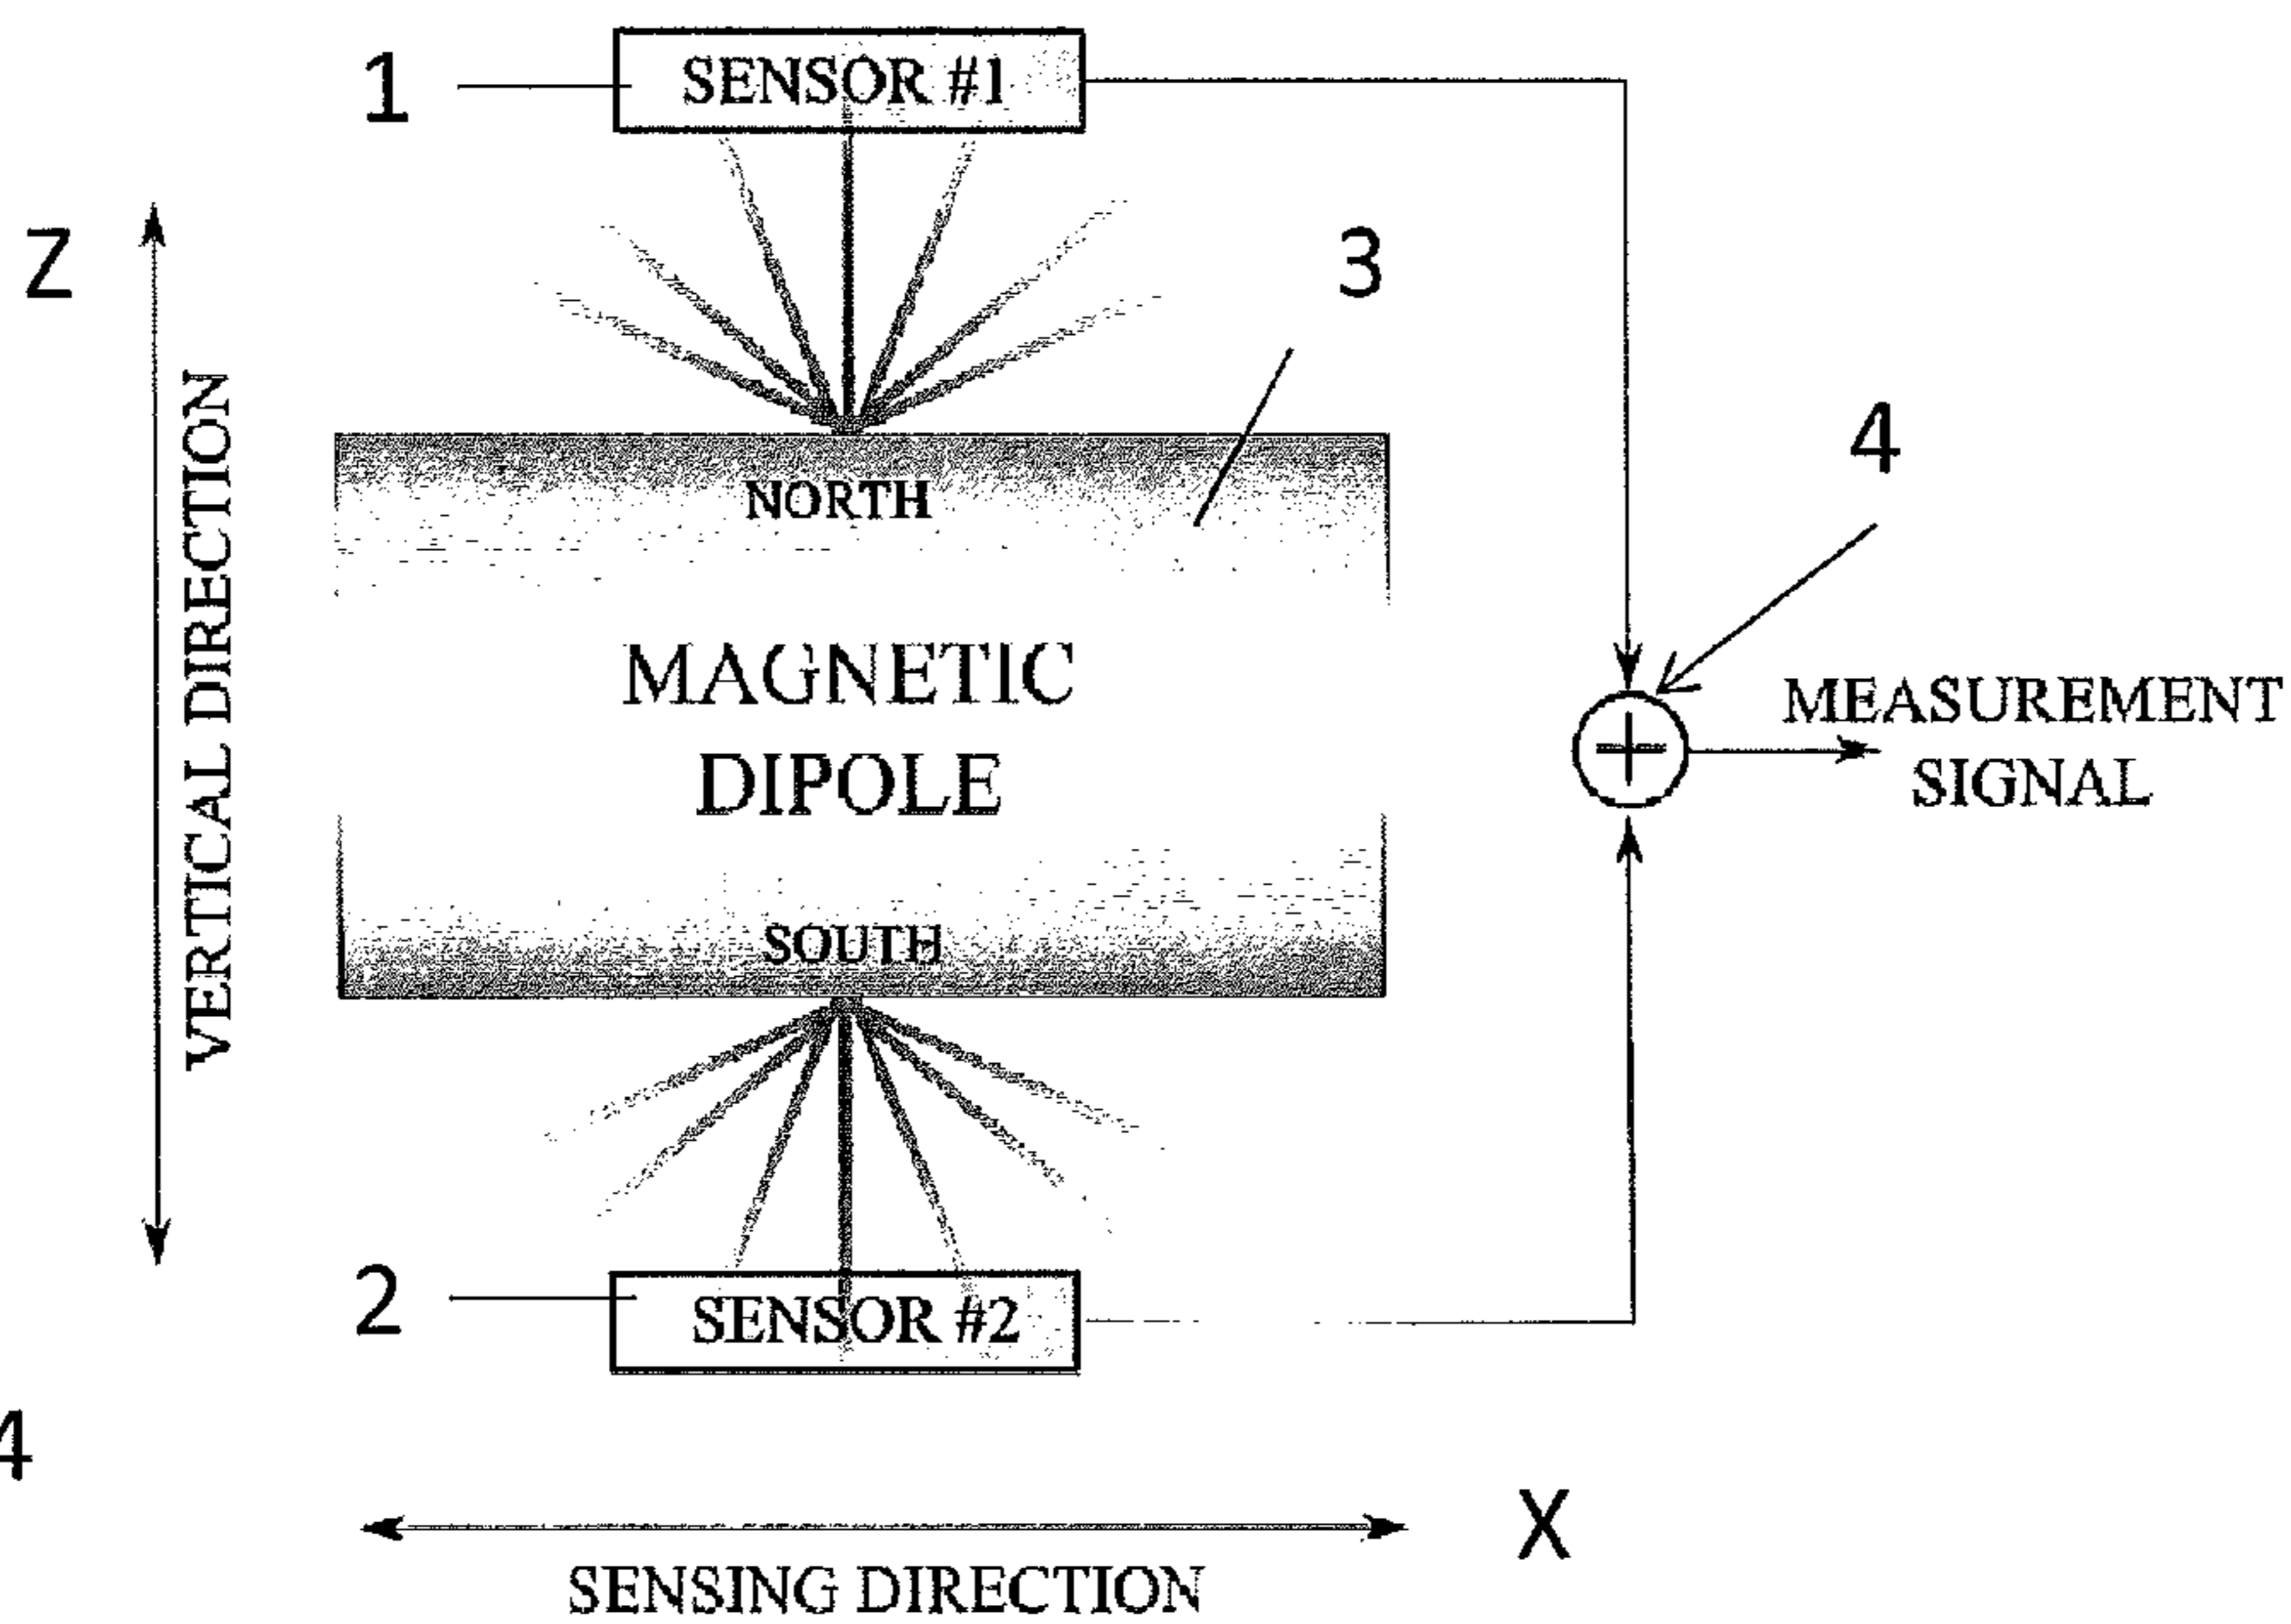 1
SENSOR #1
Z
3
VERTICAL DIRECTION
NORTH
4
MAGNETIC
DIPOLE
+
MEASUREMENT
SIGNAL
SOUTH
2
SENSOR #2
4
X
SENSING DIRECTION